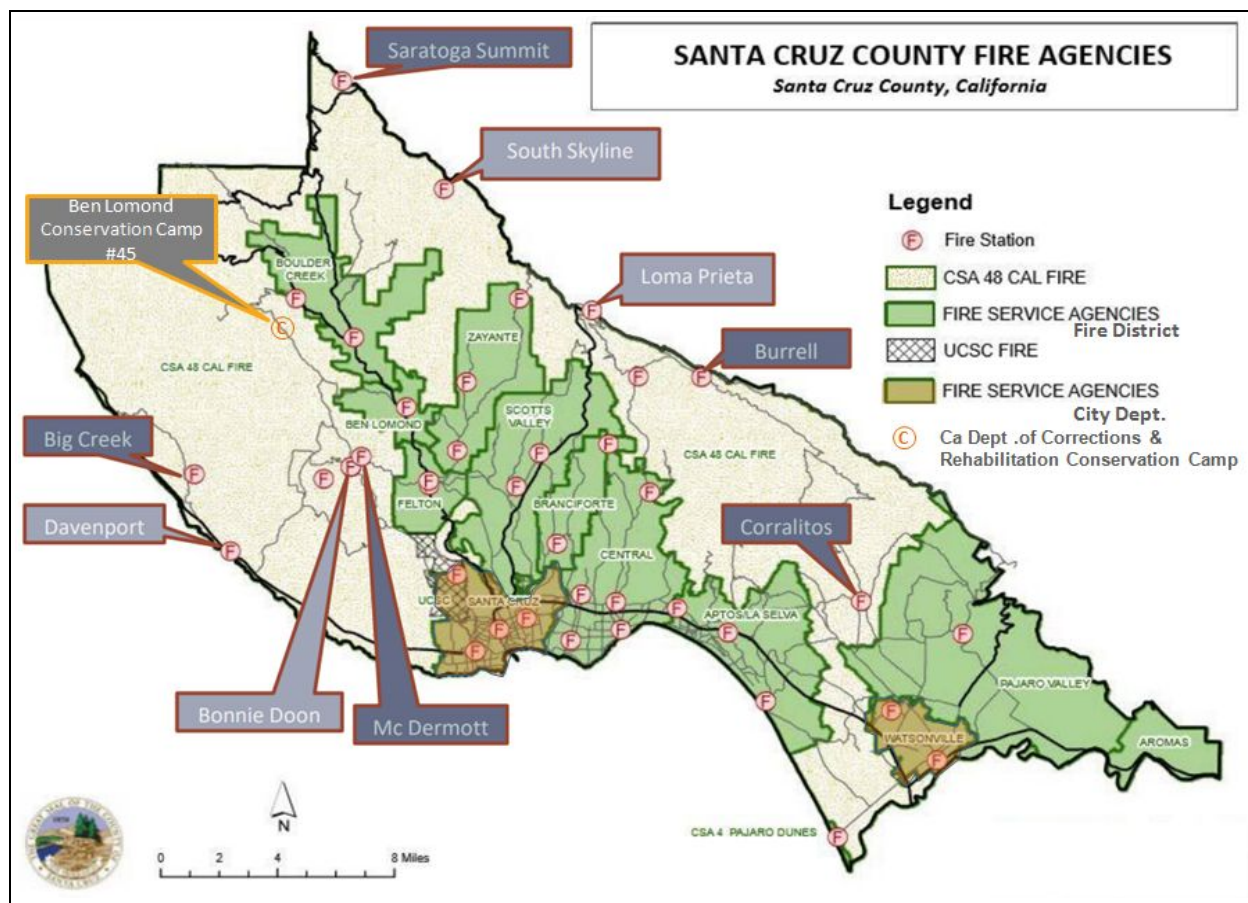 SANTA CRUZ COUNTY FIRE AGENCIES
Santa Cruz County, California
Saratoga Summit
South Skyline
Ben Lomond
Conservation Camp
#45
Loma Prieta
Burrell
Big Creek
Davenport
Bonnie Doon
Mc Dermott
Corralitos
Legend
F Fire Station
CSA 48 CAL FIRE
FIRE SERVICE AGENCIES
Fire District
UCSC FIRE
FIRE SERVICE AGENCIES
City Dept.
C Ca Dept .of Corrections &
Rehabilitation Conservation Camp
BOULDER
CREEK
ZAYANTE
CSA 48 CAL FIRE
SCOTTS
VALLEY
BEN LOMOND
CSA 48 CAL FIRE
FELTON
BRANCIFORTE
CENTRAL
UCSC
SANTA CRUZ
APTOS/LA SELVA
PAJARO VALLEY
WATSONVILLE
AROMAS
CSA 4 PAJARO DUNES
N
0 2 4 8 Miles